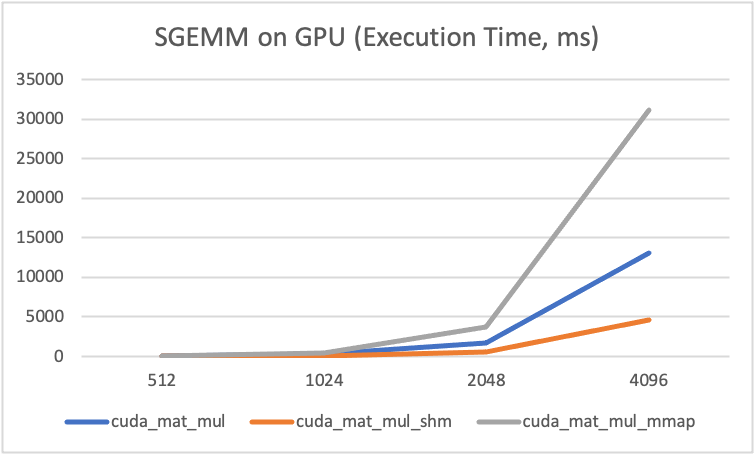 SGEMM on GPU (Execution Time, ms)
35000
30000
25000
20000
15000
10000
5000
0
512 1024 2048 4096
cuda_mat_mul cuda_mat_mul_shm cuda_mat_mul_mmap